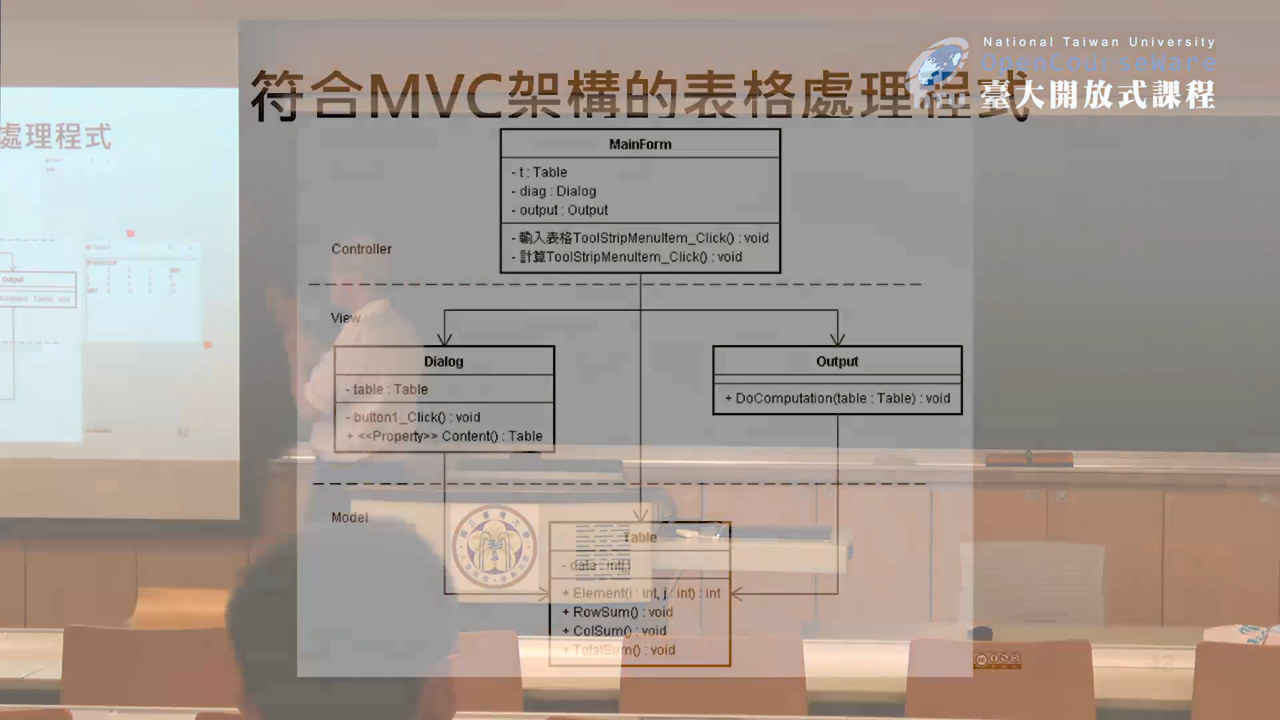 National Taiwan University
OpenCourseWare
臺大開放式課程
符合MVC架構的表格處理程式
處理程式
MainForm
- t : Table
- diag : Dialog
- output : Output
- 輸入表格ToolStripMenuItem_Click() : void
- 計算ToolStripMenuItem_Click() : void
Controller
View
Dialog
- table : Table
- button1_Click() : void
+ <<Property>> Content() : Table
Output
+ DoComputation(table : Table) : void
Output
Model
Table
- data : int[]
+ Element(i : int, j : int) : int
+ RowSum() : void
+ ColSum() : void
+ TotalSum() : void